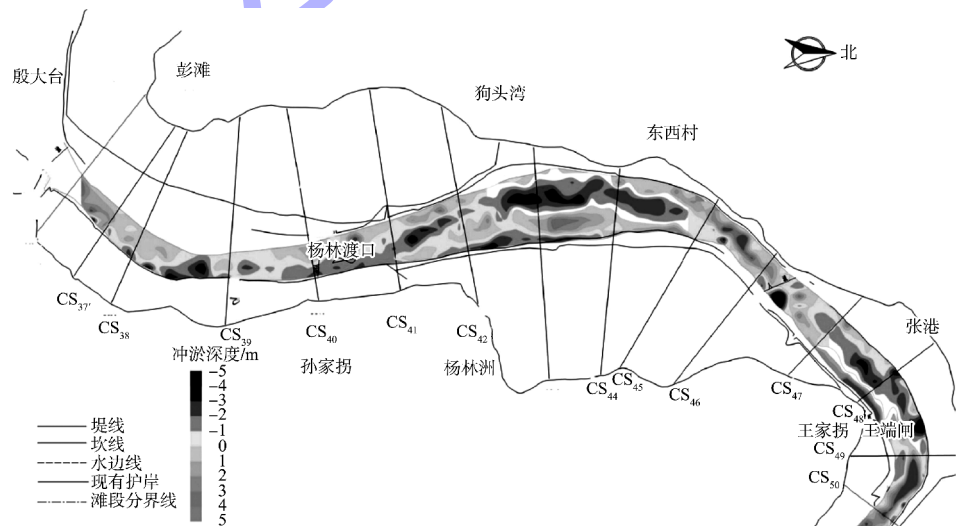 北
殷大台
彭滩
狗头湾
东西村
杨林渡口
张港
CS37′
CS38
CS39
CS40
CS41
CS42
CS44
CS45
CS46
CS47
CS48
CS49
CS50
孙家拐
杨林洲
王家拐
王端闸
冲淤深度/m
-5
-4
-3
-2
-1
0
1
2
3
4
5
堤线
坎线
水边线
现有护岸
滩段分界线